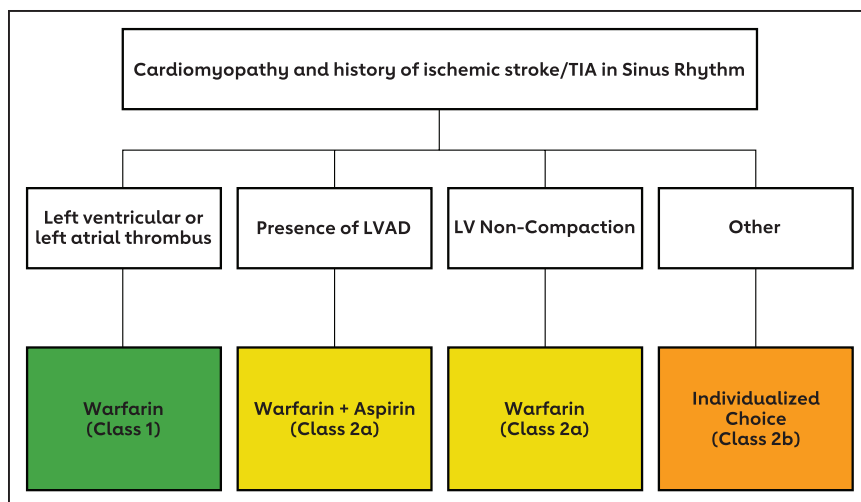 Cardiomyopathy and history of ischemic stroke/TIA in Sinus Rhythm
Left ventricular or
left atrial thrombus
Presence of LVAD
LV Non-Compaction
Other
Warfarin
(Class 1)
Warfarin + Aspirin
(Class 2a)
Warfarin
(Class 2a)
Individualized
Choice
(Class 2b)